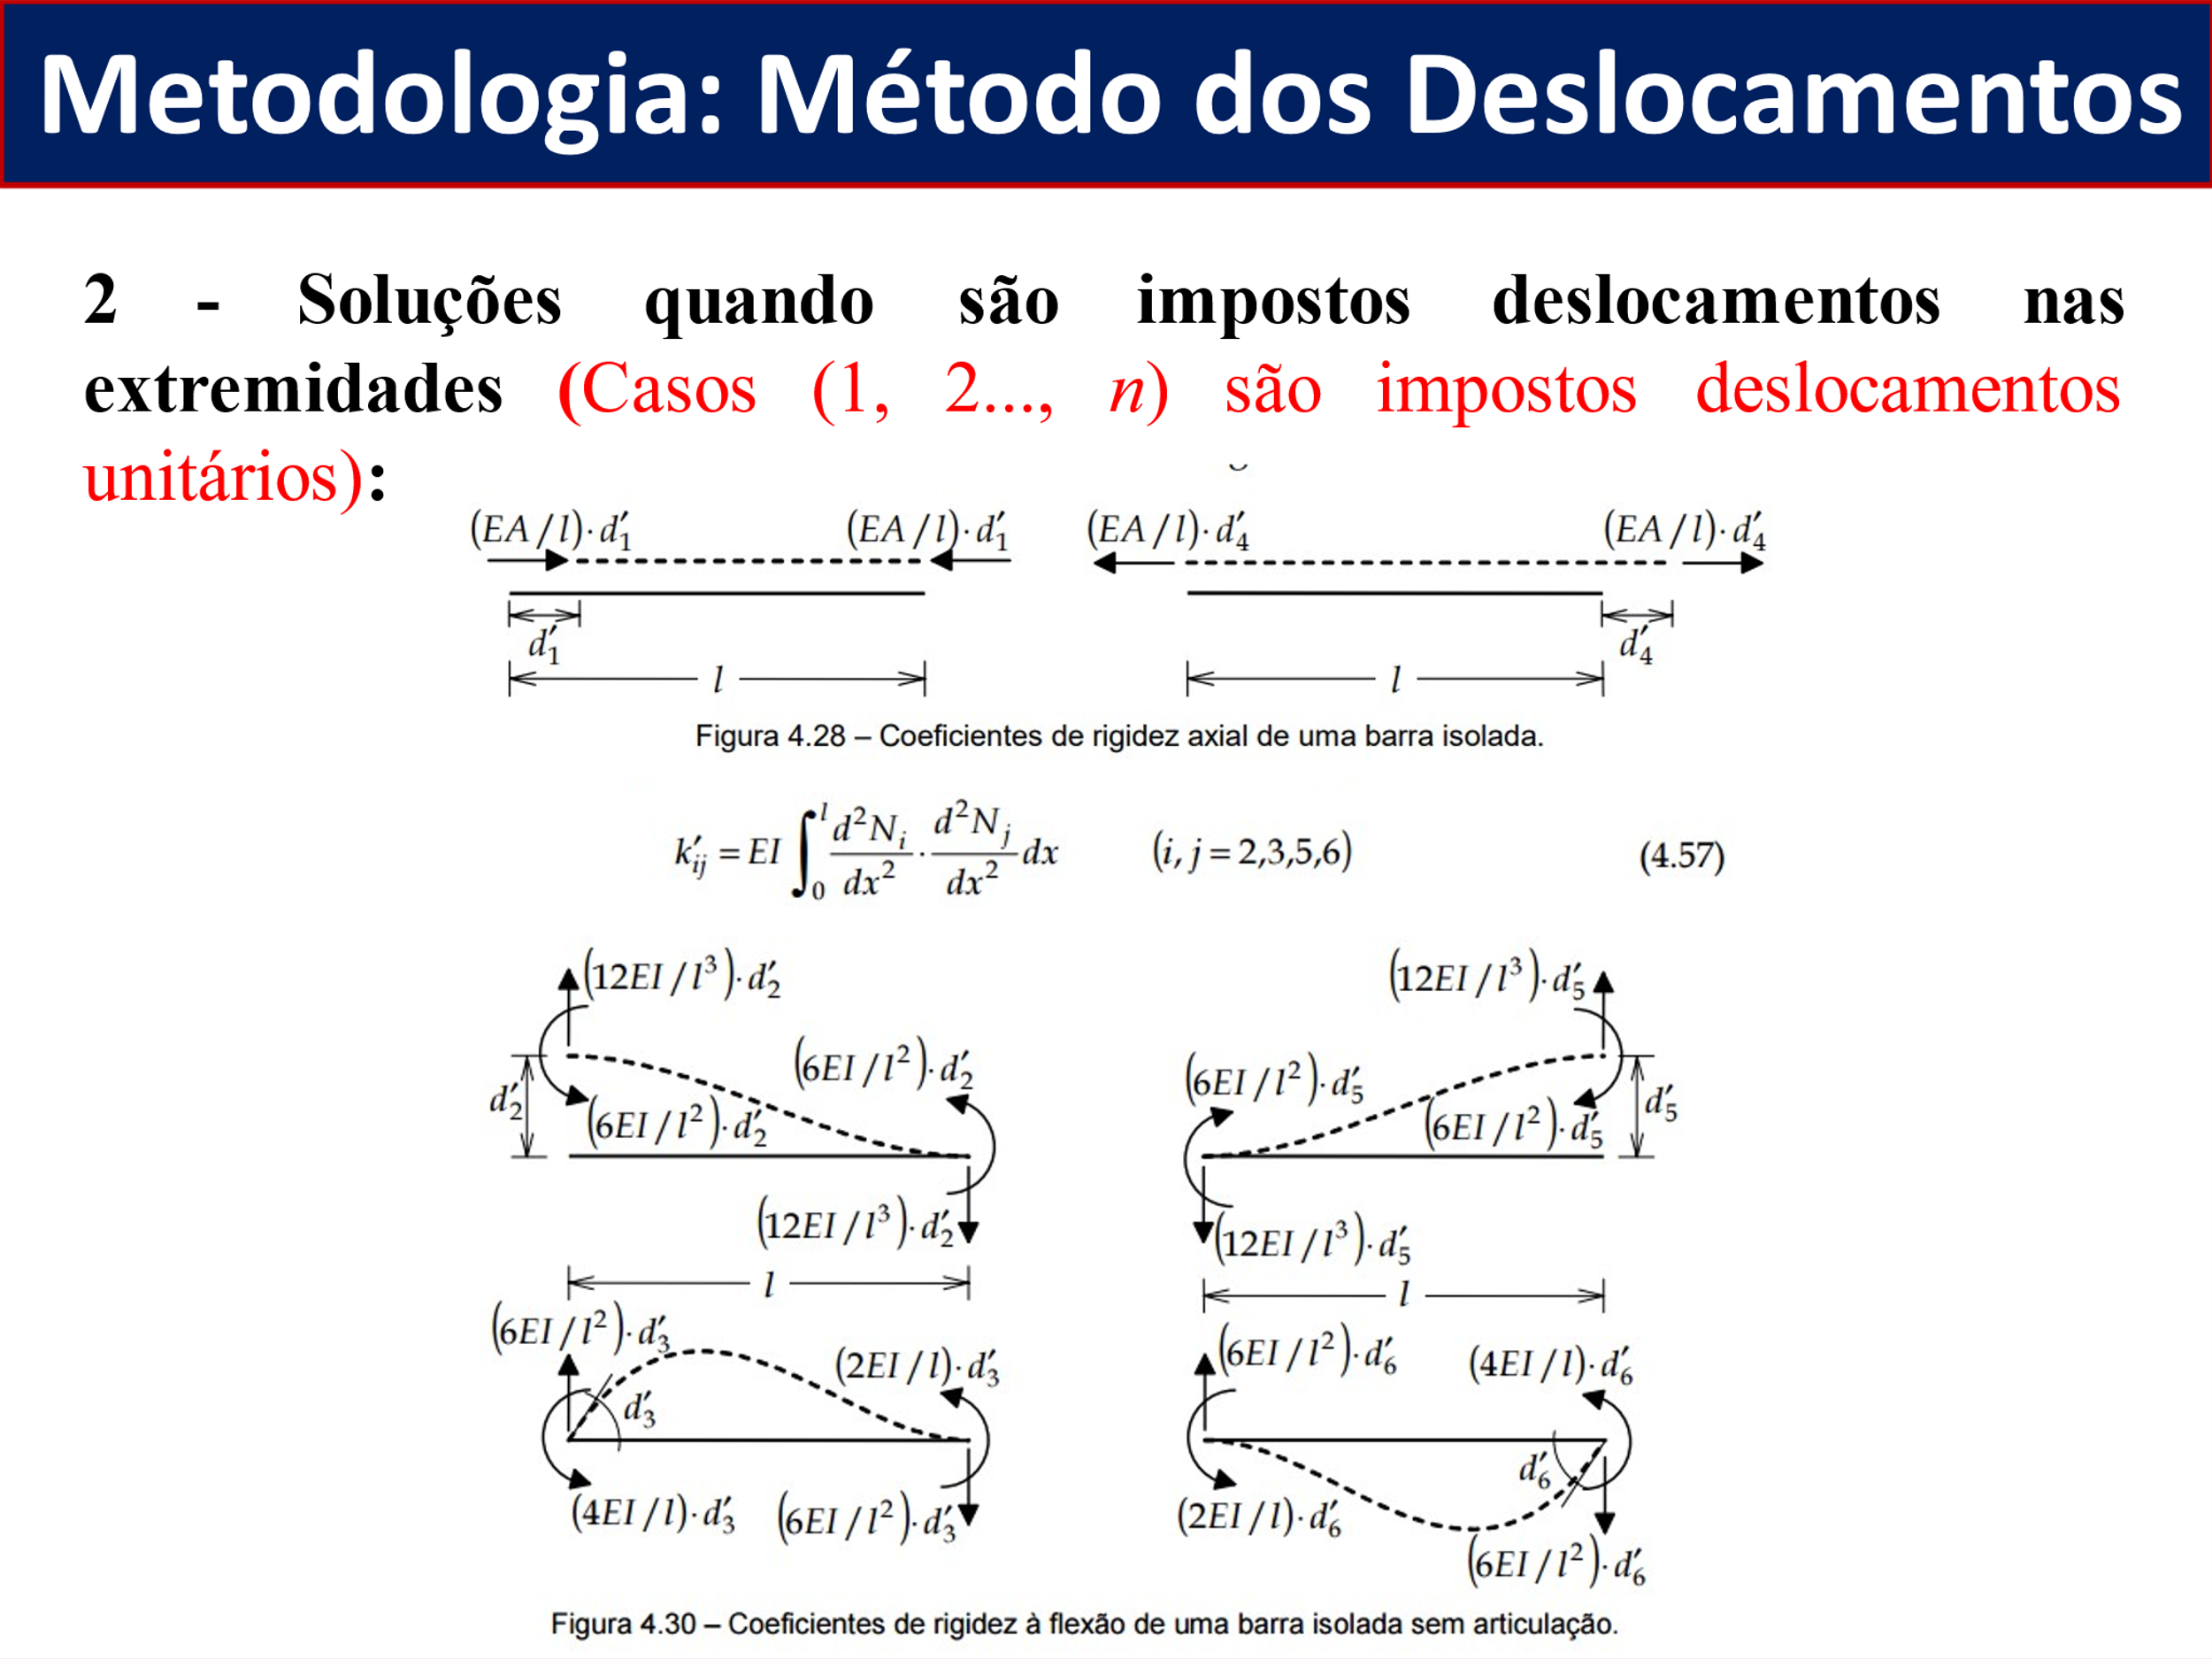 Metodologia: Método dos Deslocamentos
2 - Soluções quando são impostos deslocamentos nas
extremidades (Casos (1, 2..., n) são impostos deslocamentos
unitários):
(EA/l)·d′₁ (EA/l)·d′₁ (EA/l)·d′₄ (EA/l)·d′₄
d′₁ d′₄
l l
Figura 4.28 – Coeficientes de rigidez axial de uma barra isolada.
k′ᵢⱼ = EI ∫₀ˡ d²Nᵢ/dx² · d²Nⱼ/dx² dx (i, j = 2,3,5,6) (4.57)
(12EI/l³)·d′₂ (12EI/l³)·d′₅
(6EI/l²)·d′₂ (6EI/l²)·d′₅
d′₂ (6EI/l²)·d′₂ (6EI/l²)·d′₅ d′₅
(12EI/l³)·d′₂ (12EI/l³)·d′₅
l l
(6EI/l²)·d′₃ (2EI/l)·d′₃ (6EI/l²)·d′₆ (4EI/l)·d′₆
d′₃ d′₆
(4EI/l)·d′₃ (6EI/l²)·d′₃ (2EI/l)·d′₆
(6EI/l²)·d′₆
Figura 4.30 – Coeficientes de rigidez à flexão de uma barra isolada sem articulação.